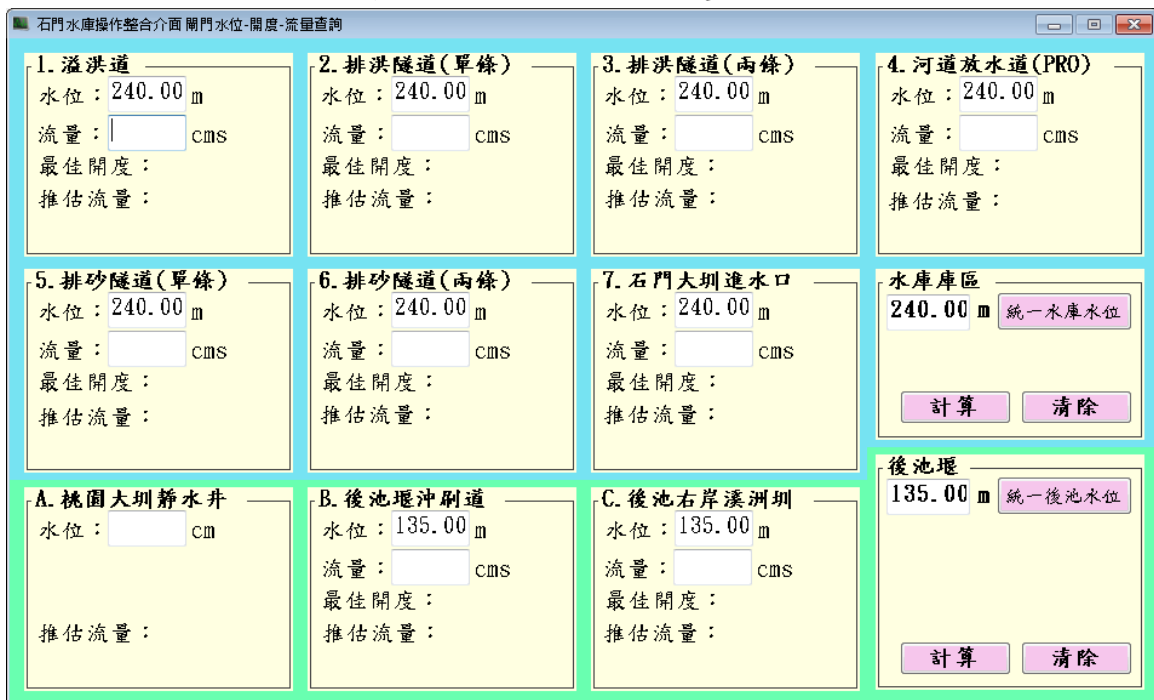 石門水庫操作整合介面 閘門水位-開度-流量查詢
1.溢洪道
水位：240.00 m
流量： cms
最佳開度：
推估流量：
2.排洪隧道(單條)
水位：240.00 m
流量： cms
最佳開度：
推估流量：
3.排洪隧道(兩條)
水位：240.00 m
流量： cms
最佳開度：
推估流量：
4.河道放水道(PRO)
水位：240.00 m
流量： cms
最佳開度：
推估流量：
5.排砂隧道(單條)
水位：240.00 m
流量： cms
最佳開度：
推估流量：
6.排砂隧道(兩條)
水位：240.00 m
流量： cms
最佳開度：
推估流量：
7.石門大圳進水口
水位：240.00 m
流量： cms
最佳開度：
推估流量：
水庫庫區
240.00 m 統一水庫水位
計算 清除
A.桃園大圳靜水井
水位： cm
推估流量：
B.後池堰沖刷道
水位：135.00 m
流量： cms
最佳開度：
推估流量：
C.後池右岸溪洲圳
水位：135.00 m
流量： cms
最佳開度：
推估流量：
後池堰
135.00 m 統一後池水位
計算 清除